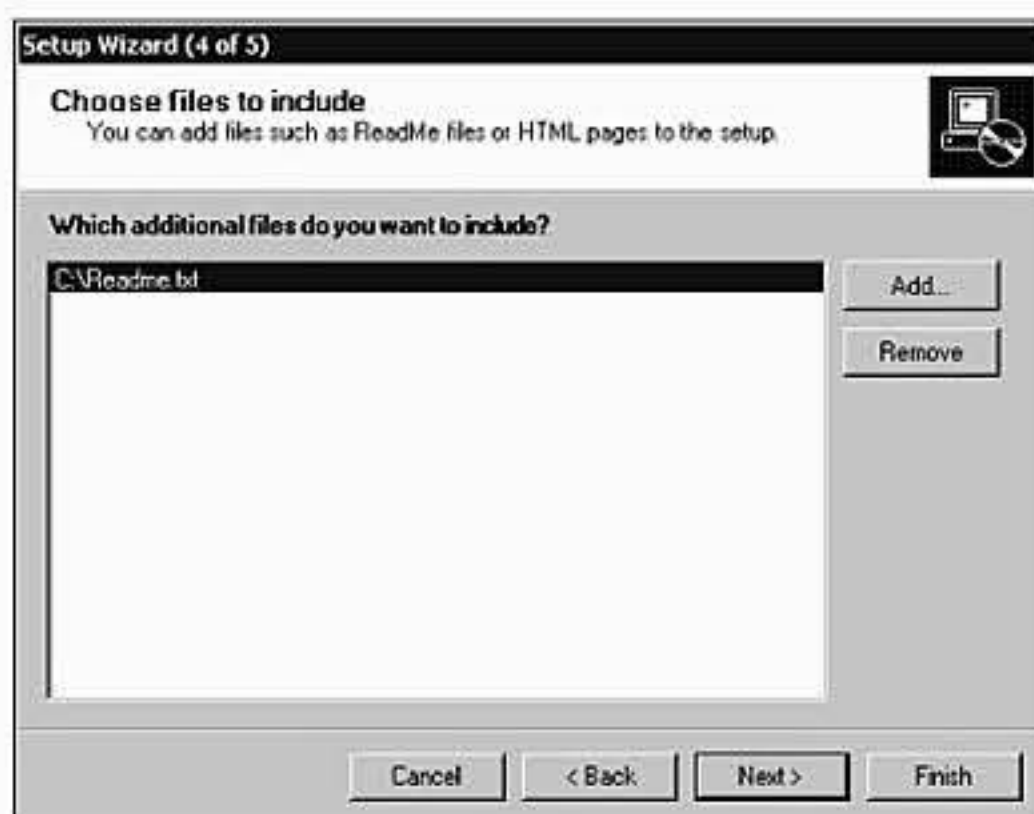 Setup Wizard (4 of 5)
Choose files to include
You can add files such as ReadMe files or HTML pages to the setup.
Which additional files do you want to include?
C:\Readme.txt
Add...
Remove
Cancel
< Back
Next >
Finish